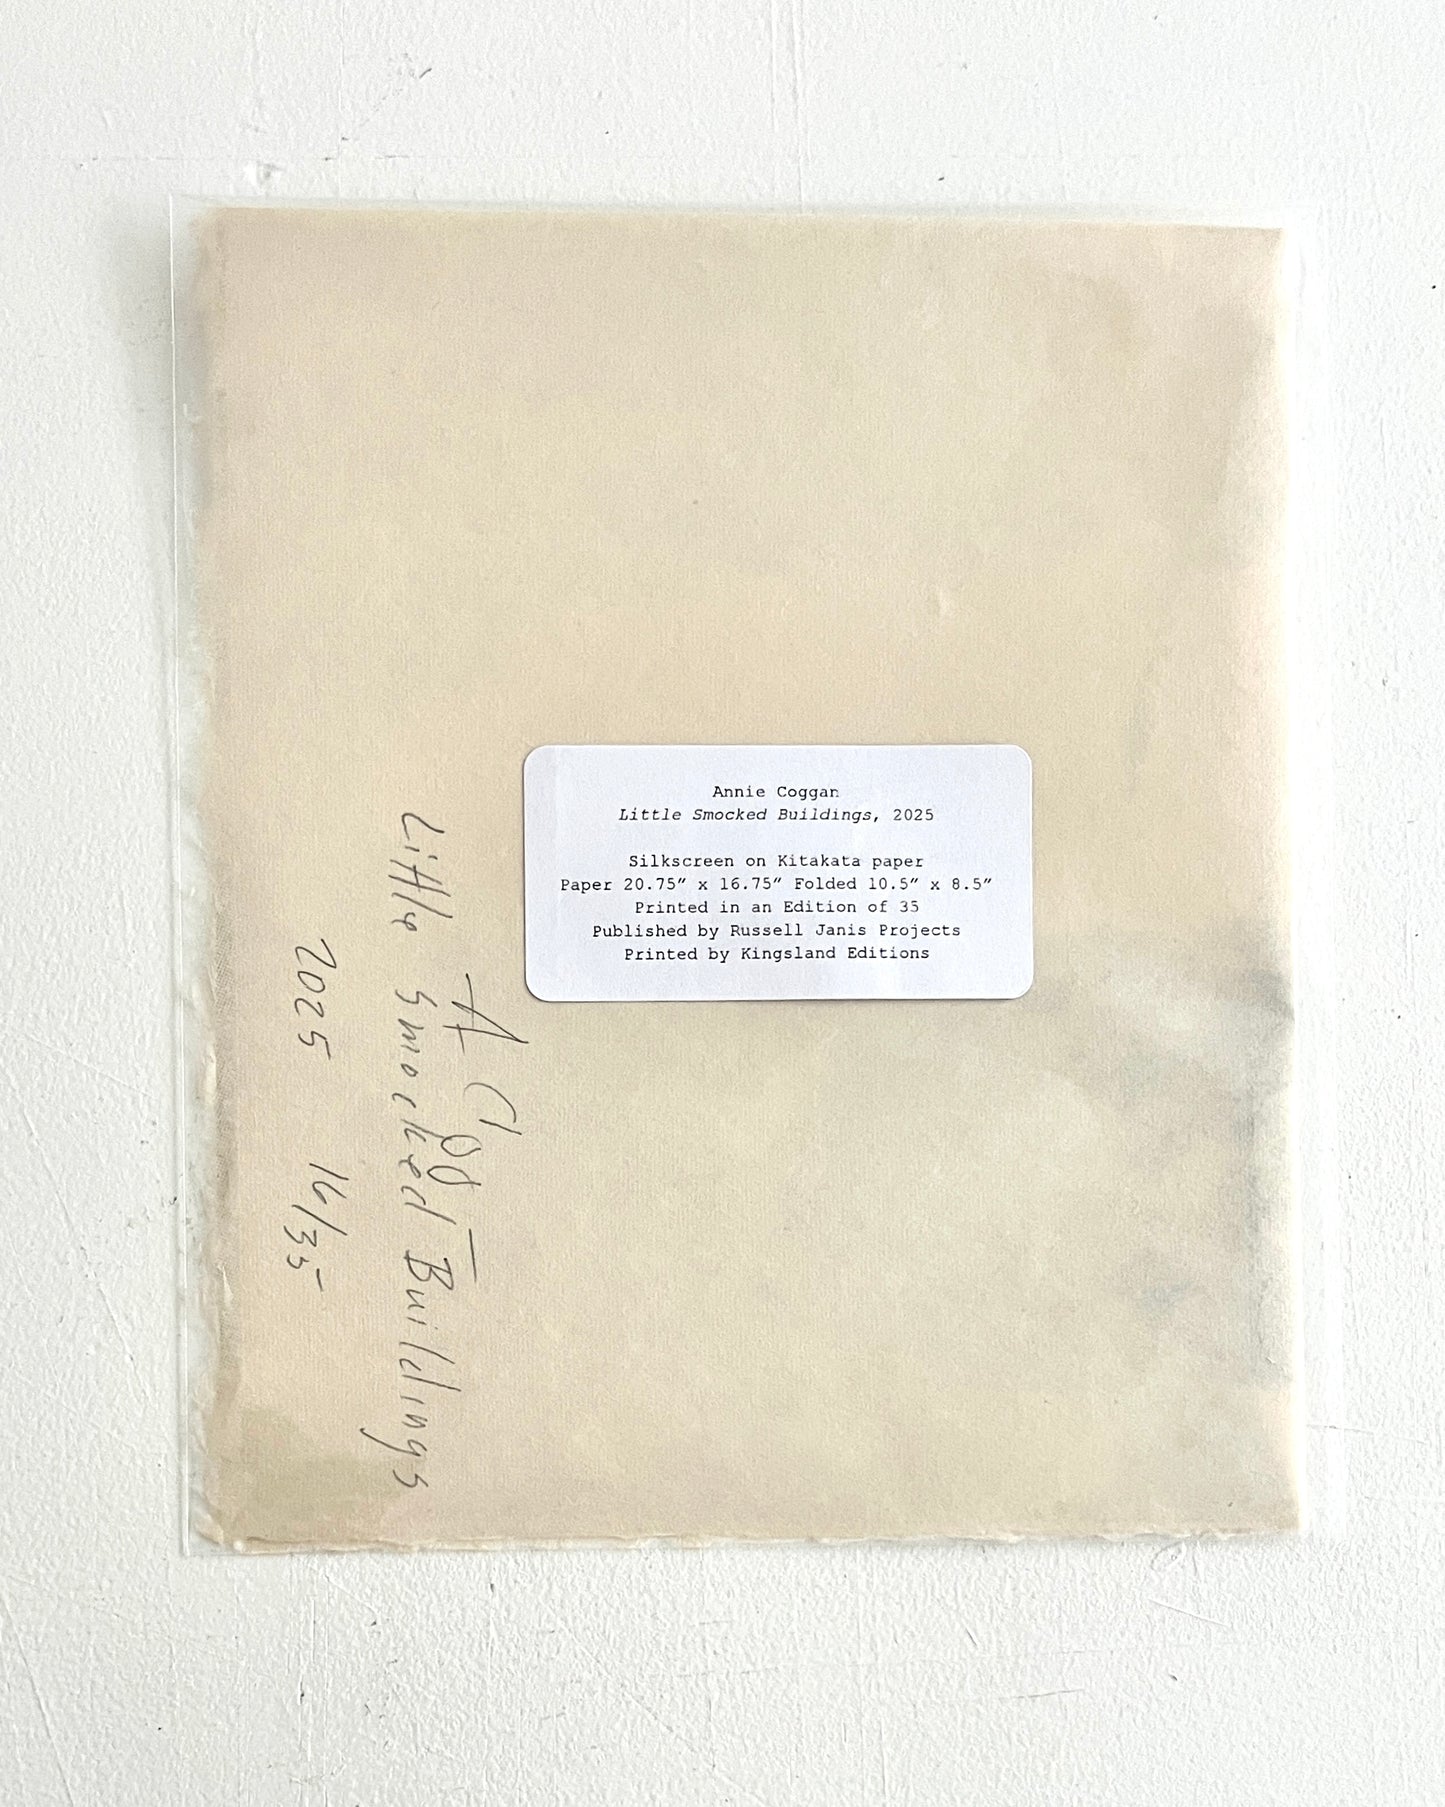 Annie Coggan
Little Smocked Buildings, 2025
Silkscreen on Kitakata paper
Paper 20.75″ x 16.75″ Folded 10.5″ x 8.5″
Printed in an Edition of 35
Published by Russell Janis Projects
Printed by Kingsland Editions
A Cogg
Little Smocked Buildings
2025 16/35